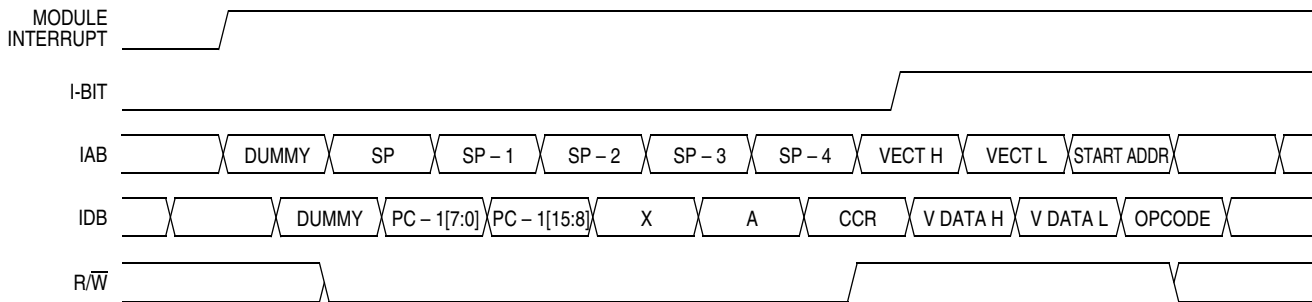 MODULE
INTERRUPT
I-BIT
IAB DUMMY SP SP – 1 SP – 2 SP – 3 SP – 4 VECT H VECT L START ADDR
IDB DUMMY PC – 1[7:0] PC – 1[15:8] X A CCR V DATA H V DATA L OPCODE
R/W̅